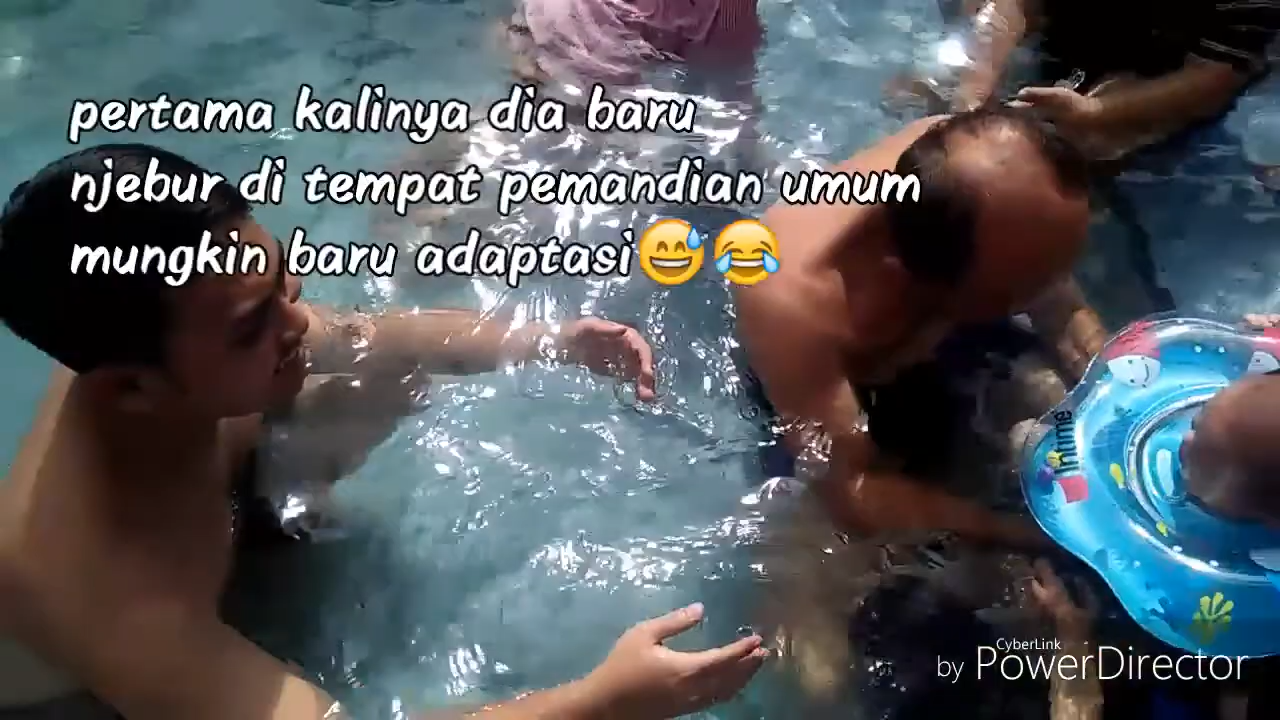 pertama kalinya dia baru
njebur di tempat pemandian umum
mungkin baru adaptasi😅😂
CyberLink
by PowerDirector